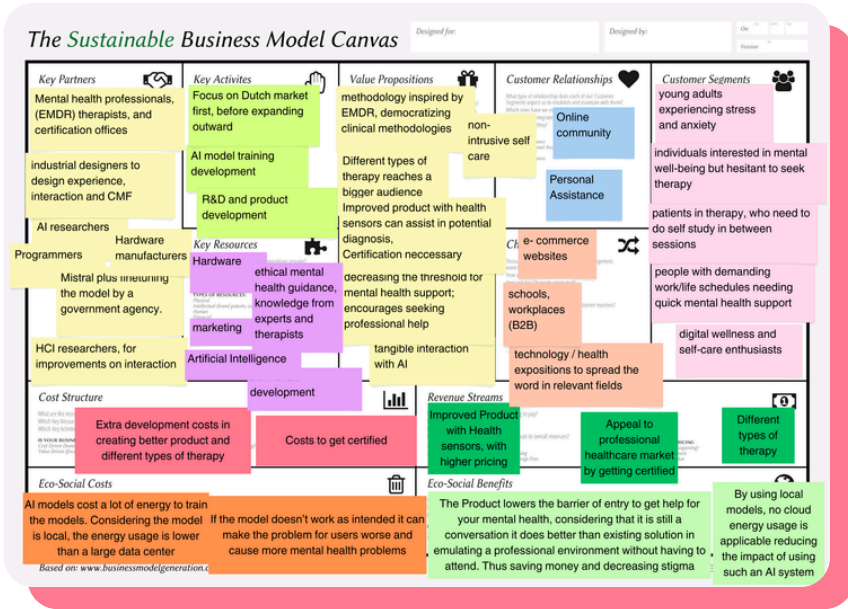 The Sustainable Business Model Canvas
Designed for:
Designed by:
On
Version
Key Partners
Mental health professionals,
(EMDR) therapists, and
certification offices
industrial designers to
design experience,
interaction and CMF
AI researchers
Programmers
Hardware
manufacturers
Mistral plus finetuning
the model by a
government agency.
HCI researchers, for
improvements on interaction
Key Activites
Focus on Dutch market
first, before expanding
outward
AI model training
development
R&D and product
development
Key Resources
Hardware
ethical mental
health guidance,
knowledge from
experts and
therapists
TYPES OF RESOURCES:
Physical
Human
marketing
Artificial Intelligence
development
Value Propositions
methodology inspired by
EMDR, democratizing
clinical methodologies
non-
intrusive self
care
Different types of
therapy reaches a
bigger audience
Improved product with health
sensors can assist in potential
diagnosis,
Certification neccessary
decreasing the threshold for
mental health support;
encourages seeking
professional help
tangible interaction
with AI
Customer Relationships
Online
community
Personal
Assistance
Ch
e- commerce
websites
schools,
workplaces
(B2B)
technology / health
expositions to spread the
word in relevant fields
Customer Segments
young adults
experiencing stress
and anxiety
individuals interested in mental
well-being but hesitant to seek
therapy
patients in therapy, who need to
do self study in between
sessions
people with demanding
work/life schedules needing
quick mental health support
digital wellness and
self-care enthusiasts
Cost Structure
Extra development costs in
creating better product and
different types of therapy
Costs to get certified
Revenue Streams
Improved Product
with Health
sensors, with
higher pricing
Appeal to
professional
healthcare market
by getting certified
Different
types of
therapy
Eco-Social Costs
AI models cost a lot of energy to train
the models. Considering the model
is local, the energy usage is lower
than a large data center
If the model doesn't work as intended it can
make the problem for users worse and
cause more mental health problems
Eco-Social Benefits
The Product lowers the barrier of entry to get help for
your mental health, considering that it is still a
conversation it does better than existing solution in
emulating a professional environment without having to
attend. Thus saving money and decreasing stigma
By using local
models, no cloud
energy usage is
applicable reducing
the impact of using
such an AI system
Based on: www.businessmodelgeneration.c